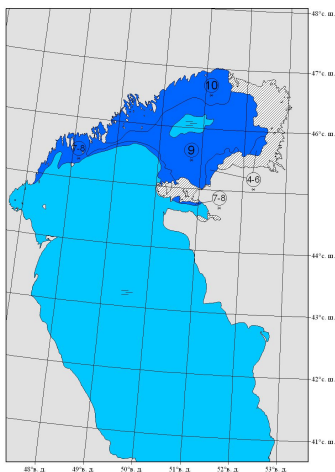 48°с. ш.
47°с. ш.
10
46°с. ш.
7-8
9
4-6
7-8
44°с. ш.
43°с. ш.
42°с. ш.
41°с. ш.
48°в. д. 49°в. д. 50°в. д. 51°в. д. 52°в. д. 53°в. д.